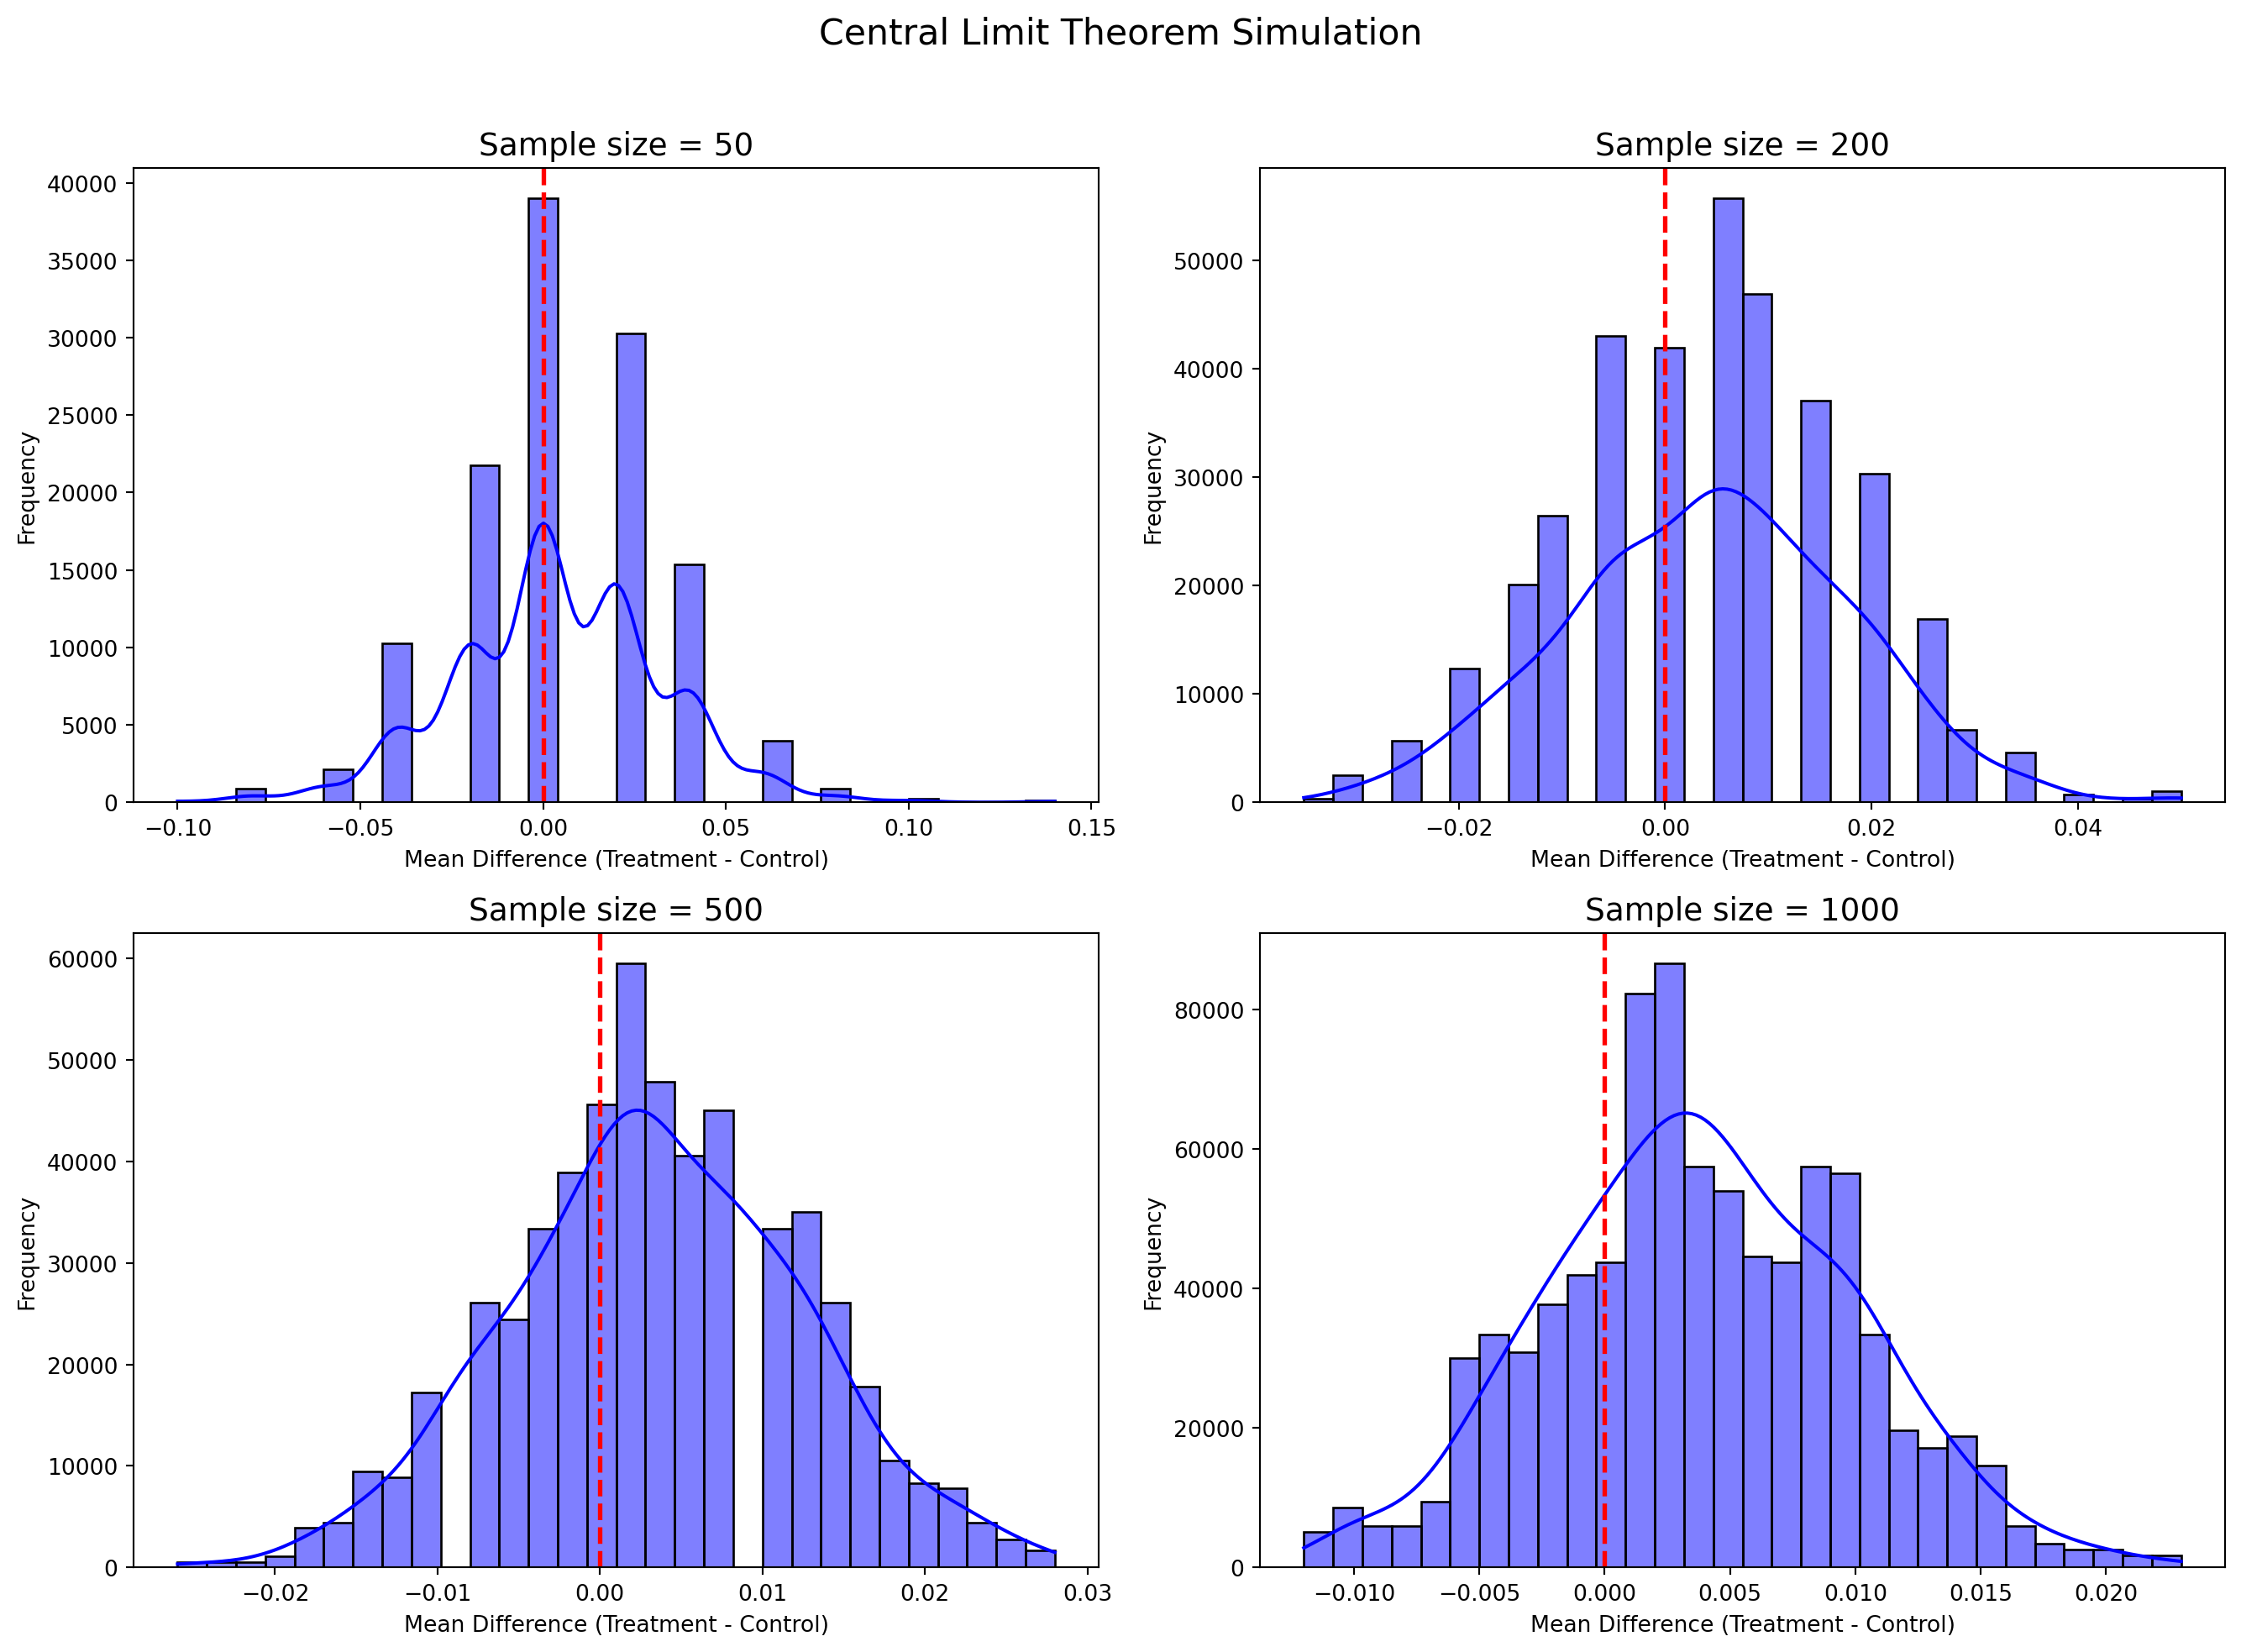 Central Limit Theorem Simulation
Sample size = 50
40000
35000
30000
25000
20000
15000
10000
5000
0
Frequency
−0.10 −0.05 0.00 0.05 0.10 0.15
Mean Difference (Treatment - Control)
Sample size = 200
50000
40000
30000
20000
10000
0
Frequency
−0.02 0.00 0.02 0.04
Mean Difference (Treatment - Control)
Sample size = 500
60000
50000
40000
30000
20000
10000
0
Frequency
−0.02 −0.01 0.00 0.01 0.02 0.03
Mean Difference (Treatment - Control)
Sample size = 1000
80000
60000
40000
20000
0
Frequency
−0.010 −0.005 0.000 0.005 0.010 0.015 0.020
Mean Difference (Treatment - Control)